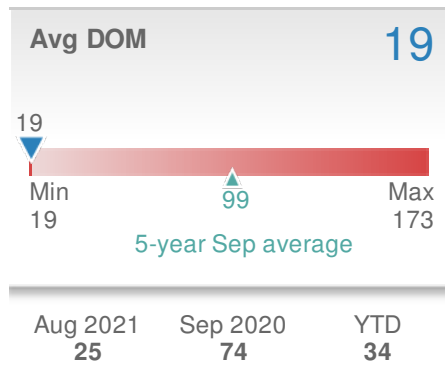 Avg DOM 19
19
Min 99 Max
19 173
5-year Sep average
Aug 2021 Sep 2020 YTD
25 74 34